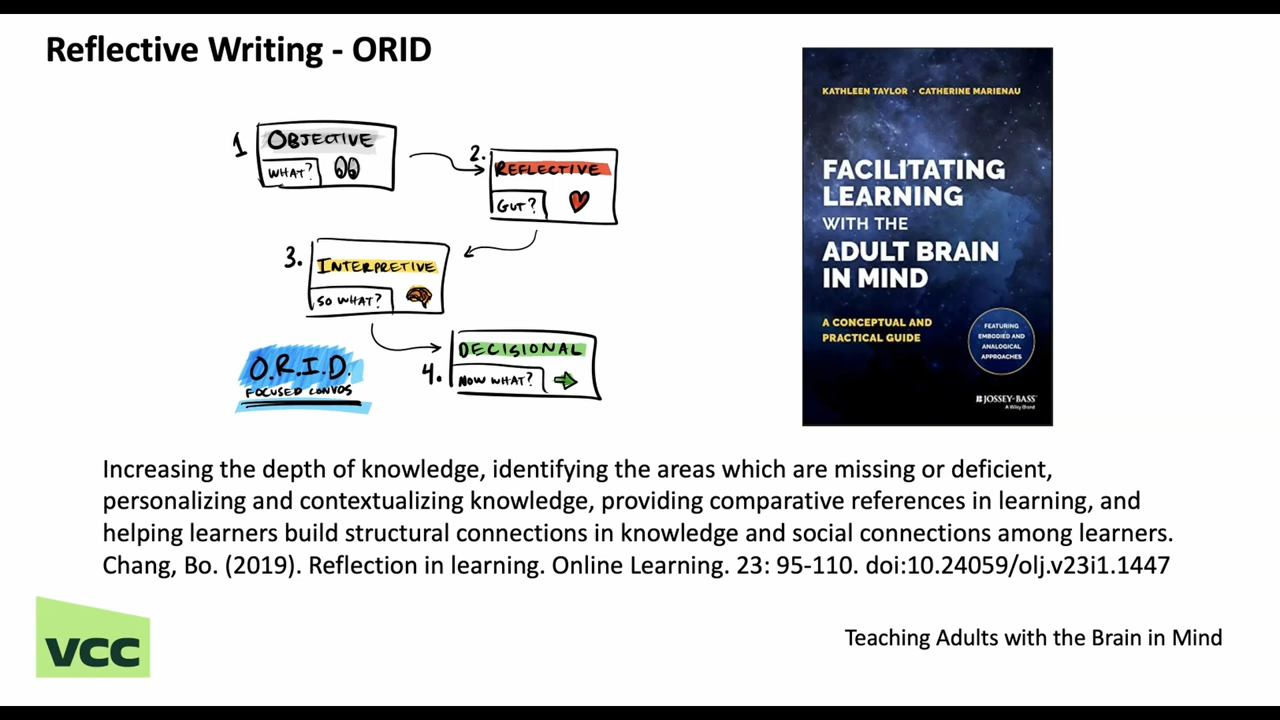 Reflective Writing - ORID
1 OBJECTIVE
WHAT?
2. REFLECTIVE
GUT?
3. INTERPRETIVE
SO WHAT?
4. DECISIONAL
NOW WHAT?
O.R.I.D.
FOCUSED CONVOS
KATHLEEN TAYLOR · CATHERINE MARIENAU
FACILITATING
LEARNING
WITH THE
ADULT BRAIN
IN MIND
A CONCEPTUAL AND
PRACTICAL GUIDE
FEATURING
EMBODIED AND
ANALOGICAL
APPROACHES
JOSSEY-BASS
A Wiley Brand
Increasing the depth of knowledge, identifying the areas which are missing or deficient,
personalizing and contextualizing knowledge, providing comparative references in learning, and
helping learners build structural connections in knowledge and social connections among learners.
Chang, Bo. (2019). Reflection in learning. Online Learning. 23: 95-110. doi:10.24059/olj.v23i1.1447
vcc
Teaching Adults with the Brain in Mind